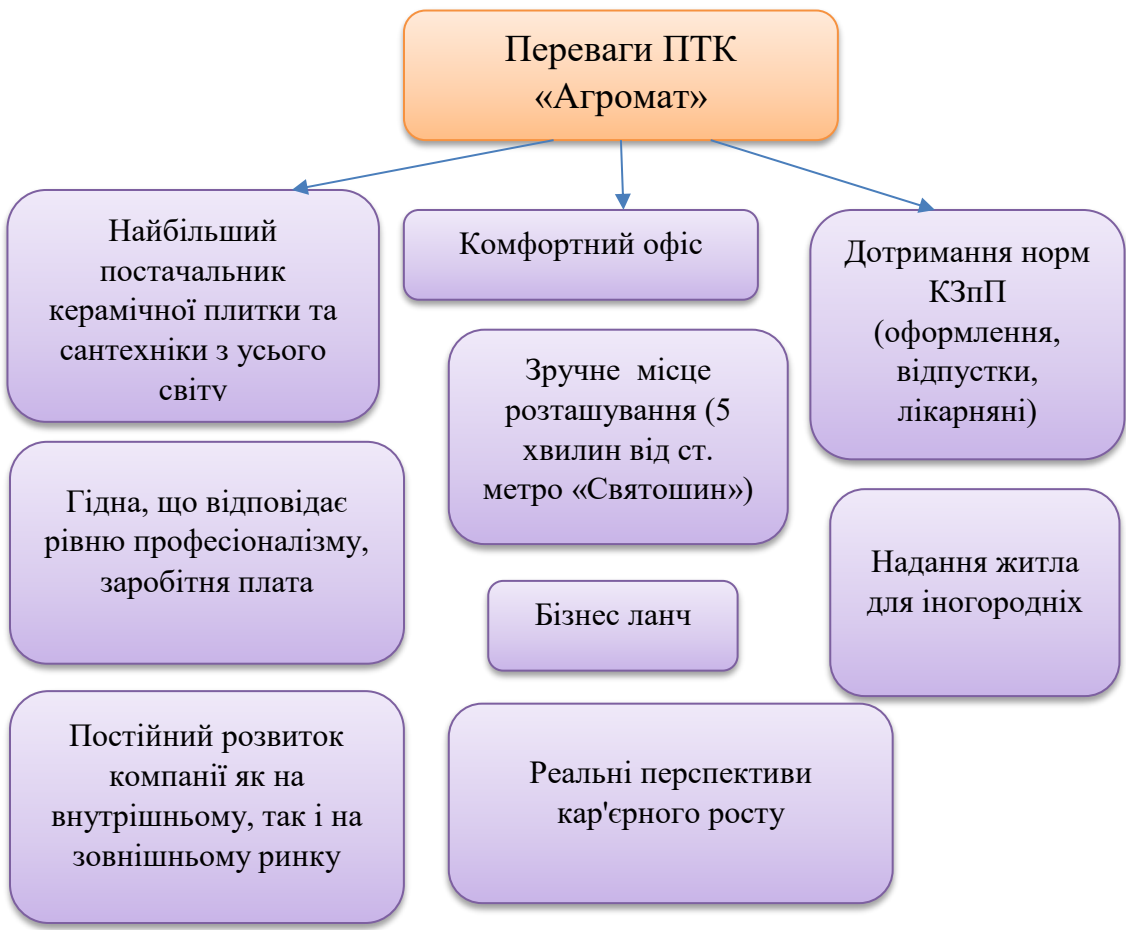 Переваги ПТК
«Агромат»
Найбільший
постачальник
керамічної плитки та
сантехніки з усього
світу
Комфортний офіс
Дотримання норм
КЗпП
(оформлення,
відпустки,
лікарняні)
Зручне місце
розташування (5
хвилин від ст.
метро «Святошин»)
Гідна, що відповідає
рівню професіоналізму,
заробітня плата
Надання житла
для іногородніх
Бізнес ланч
Постійний розвиток
компанії як на
внутрішньому, так і на
зовнішньому ринку
Реальні перспективи
кар'єрного росту